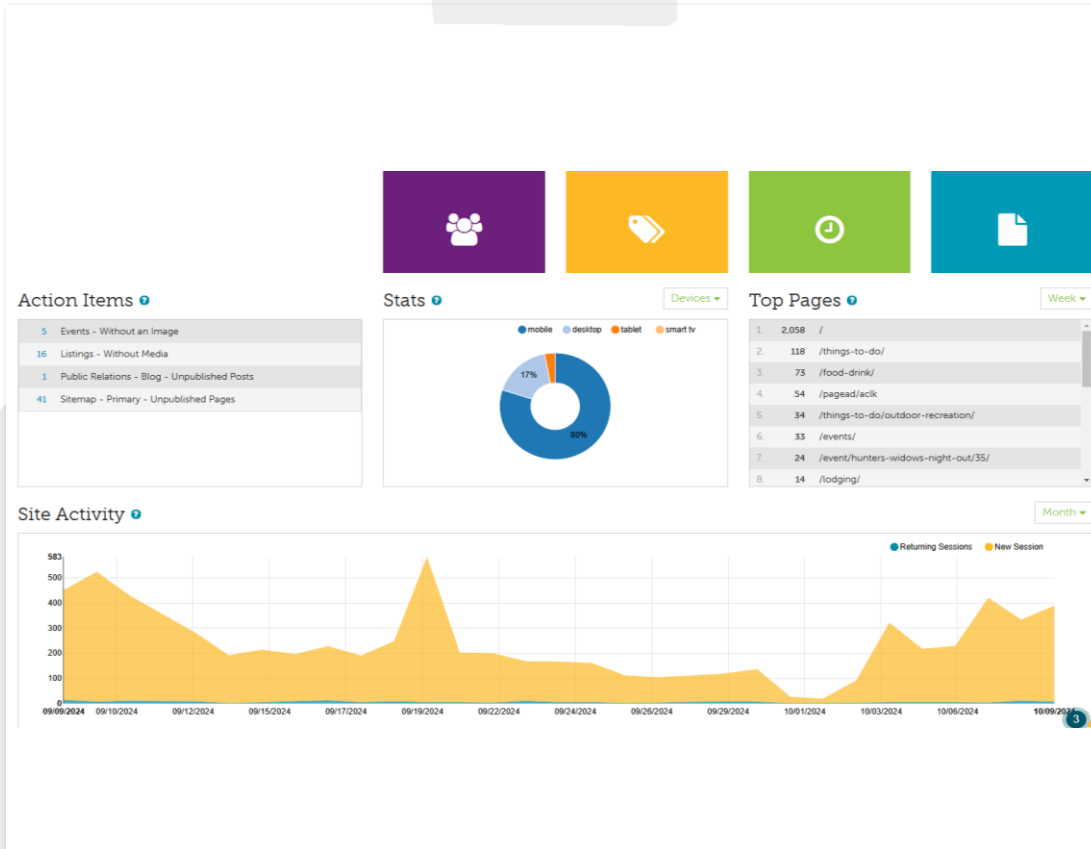 Action Items
5 Events - Without an Image
16 Listings - Without Media
1 Public Relations - Blog - Unpublished Posts
41 Sitemap - Primary - Unpublished Pages
Stats
Devices
mobile desktop tablet smart tv
17%
80%
Top Pages
Week
1. 2,058 /
2. 118 /things-to-do/
3. 73 /food-drink/
4. 54 /pagead/aclk
5. 34 /things-to-do/outdoor-recreation/
6. 33 /events/
7. 24 /event/hunters-widows-night-out/35/
8. 14 /lodging/
Site Activity
Month
Returning Sessions New Session
583
500
400
300
200
100
0
09/09/2024 09/10/2024 09/12/2024 09/15/2024 09/17/2024 09/19/2024 09/22/2024 09/24/2024 09/26/2024 09/29/2024 10/01/2024 10/03/2024 10/06/2024 10/09/2024
3